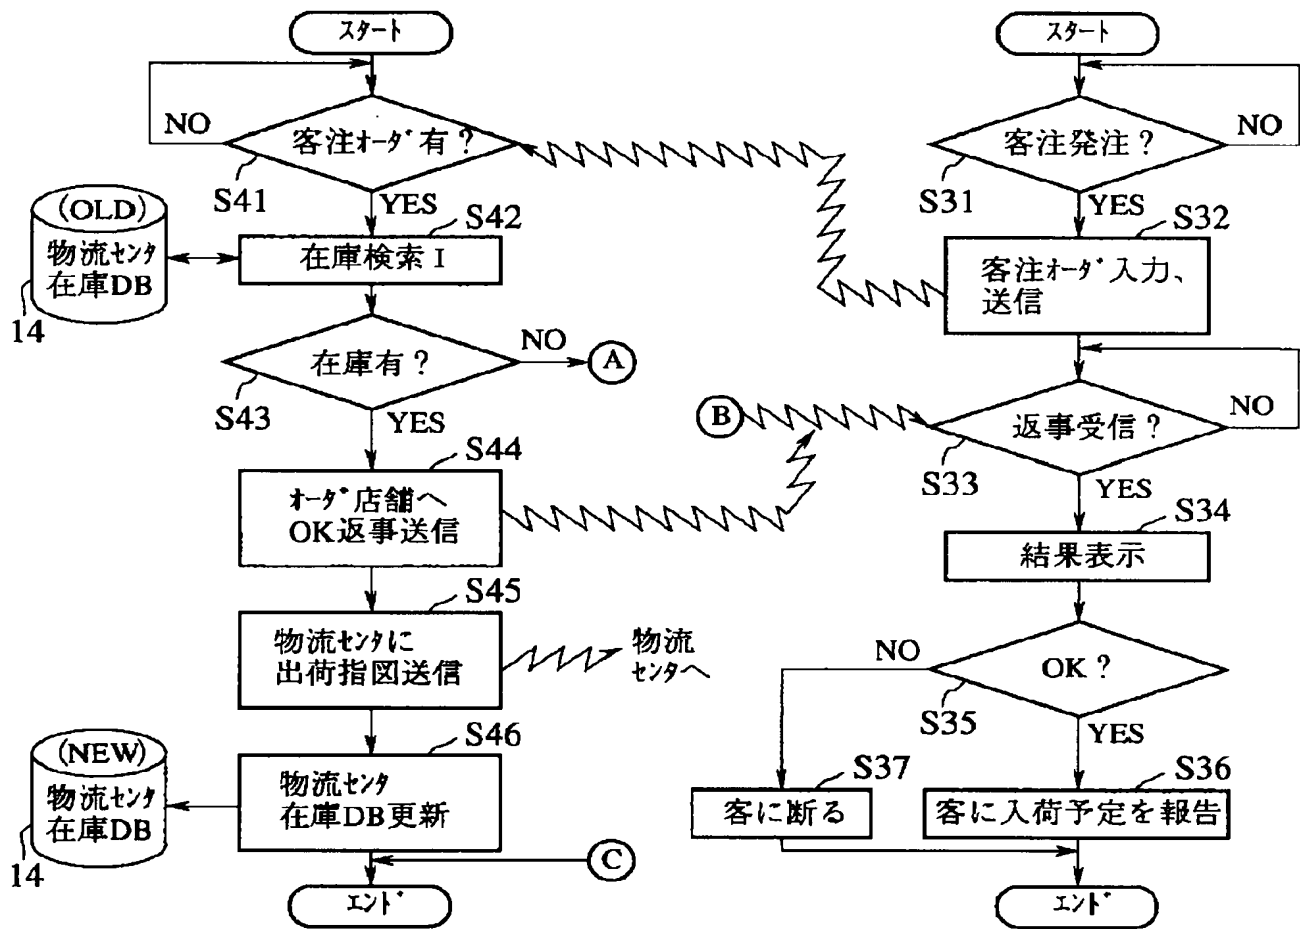 スタート
NO
客注オーダ有?
S41
YES
S42
(OLD)
物流センタ
在庫DB
14
在庫検索 I
在庫有?
NO
A
S43
YES
S44
オーダ店舗へ
OK返事送信
S45
物流センタに
出荷指図送信
物流
センタへ
S46
(NEW)
物流センタ
在庫DB
14
物流センタ
在庫DB更新
C
エンド
スタート
客注発注?
NO
S31
YES
S32
客注オーダ入力、
送信
B
返事受信?
NO
S33
YES
S34
結果表示
NO
OK?
S35
YES
S37
客に断る
S36
客に入荷予定を報告
エンド